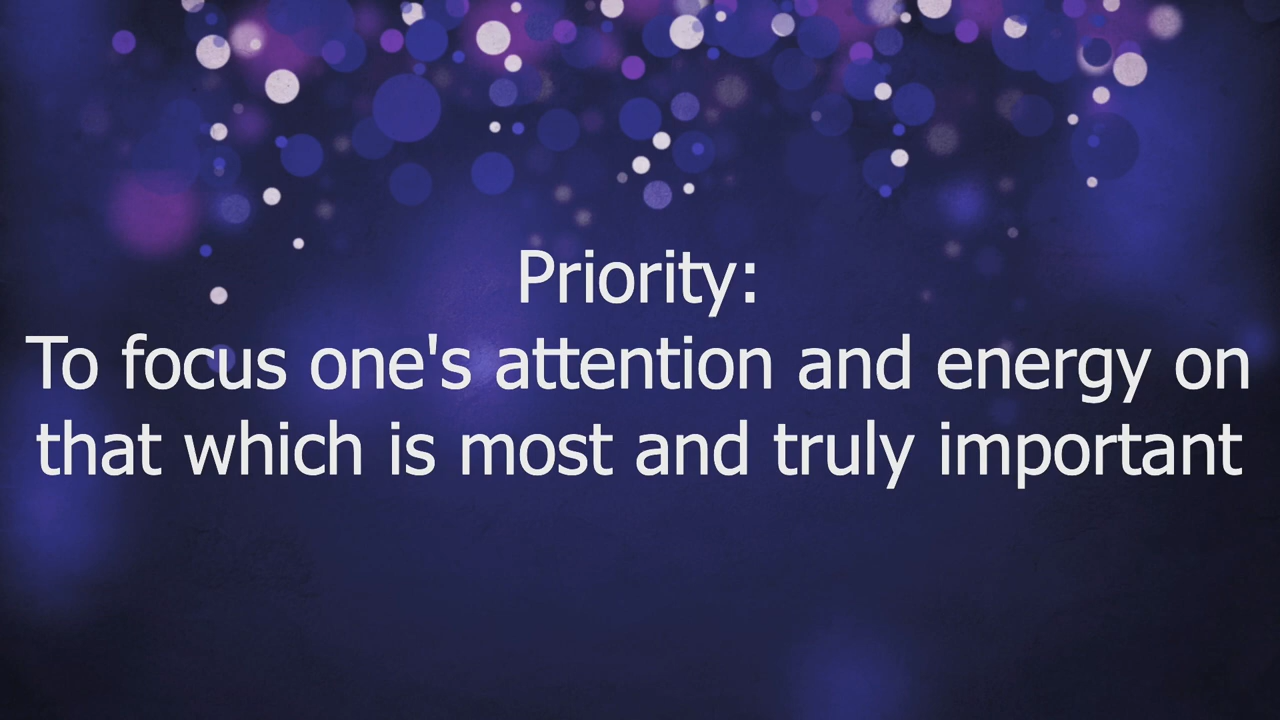 Priority:
To focus one's attention and energy on
that which is most and truly important